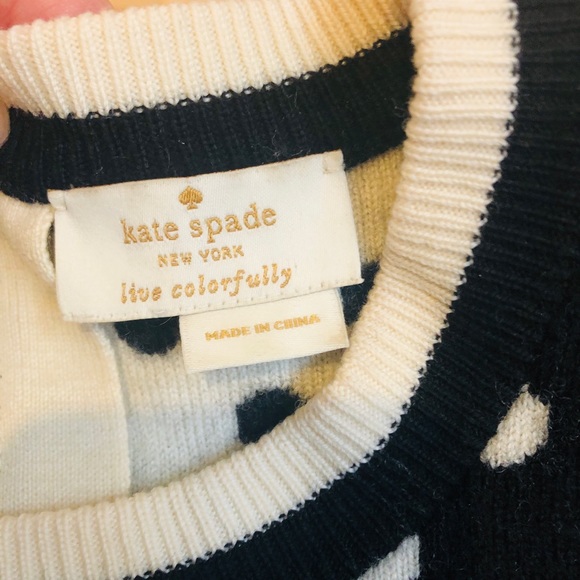 kate spade
NEW YORK
live colorfully
MADE IN CHINA